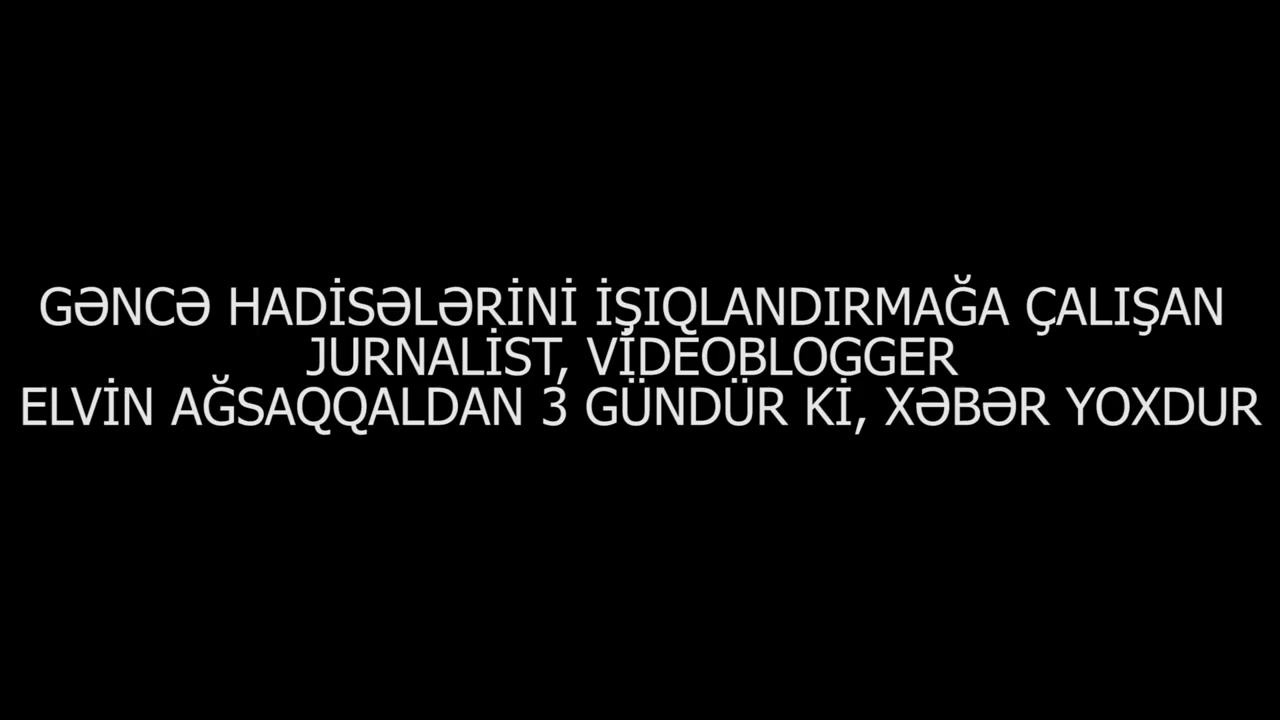 GƏNCƏ HADİSƏLƏRİNİ İŞIQLANDIRMAĞA ÇALIŞAN
JURNALİST, VİDEOBLOGGER
ELVİN AĞSAQQALDAN 3 GÜNDÜR Kİ, XƏBƏR YOXDUR